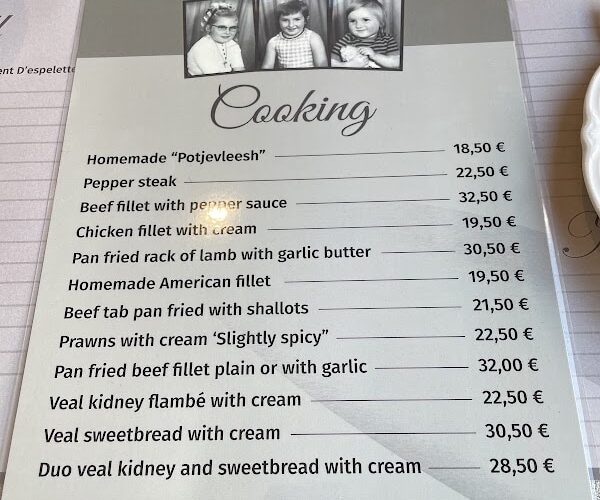 ent D'espelette
Cooking
Homemade “Potjevleesh” 18,50 €
Pepper steak 22,50 €
Beef fillet with pepper sauce 32,50 €
Chicken fillet with cream 19,50 €
Pan fried rack of lamb with garlic butter 30,50 €
Homemade American fillet 19,50 €
Beef tab pan fried with shallots 21,50 €
Prawns with cream ‘Slightly spicy” 22,50 €
Pan fried beef fillet plain or with garlic 32,00 €
Veal kidney flambé with cream 22,50 €
Veal sweetbread with cream 30,50 €
Duo veal kidney and sweetbread with cream 28,50 €